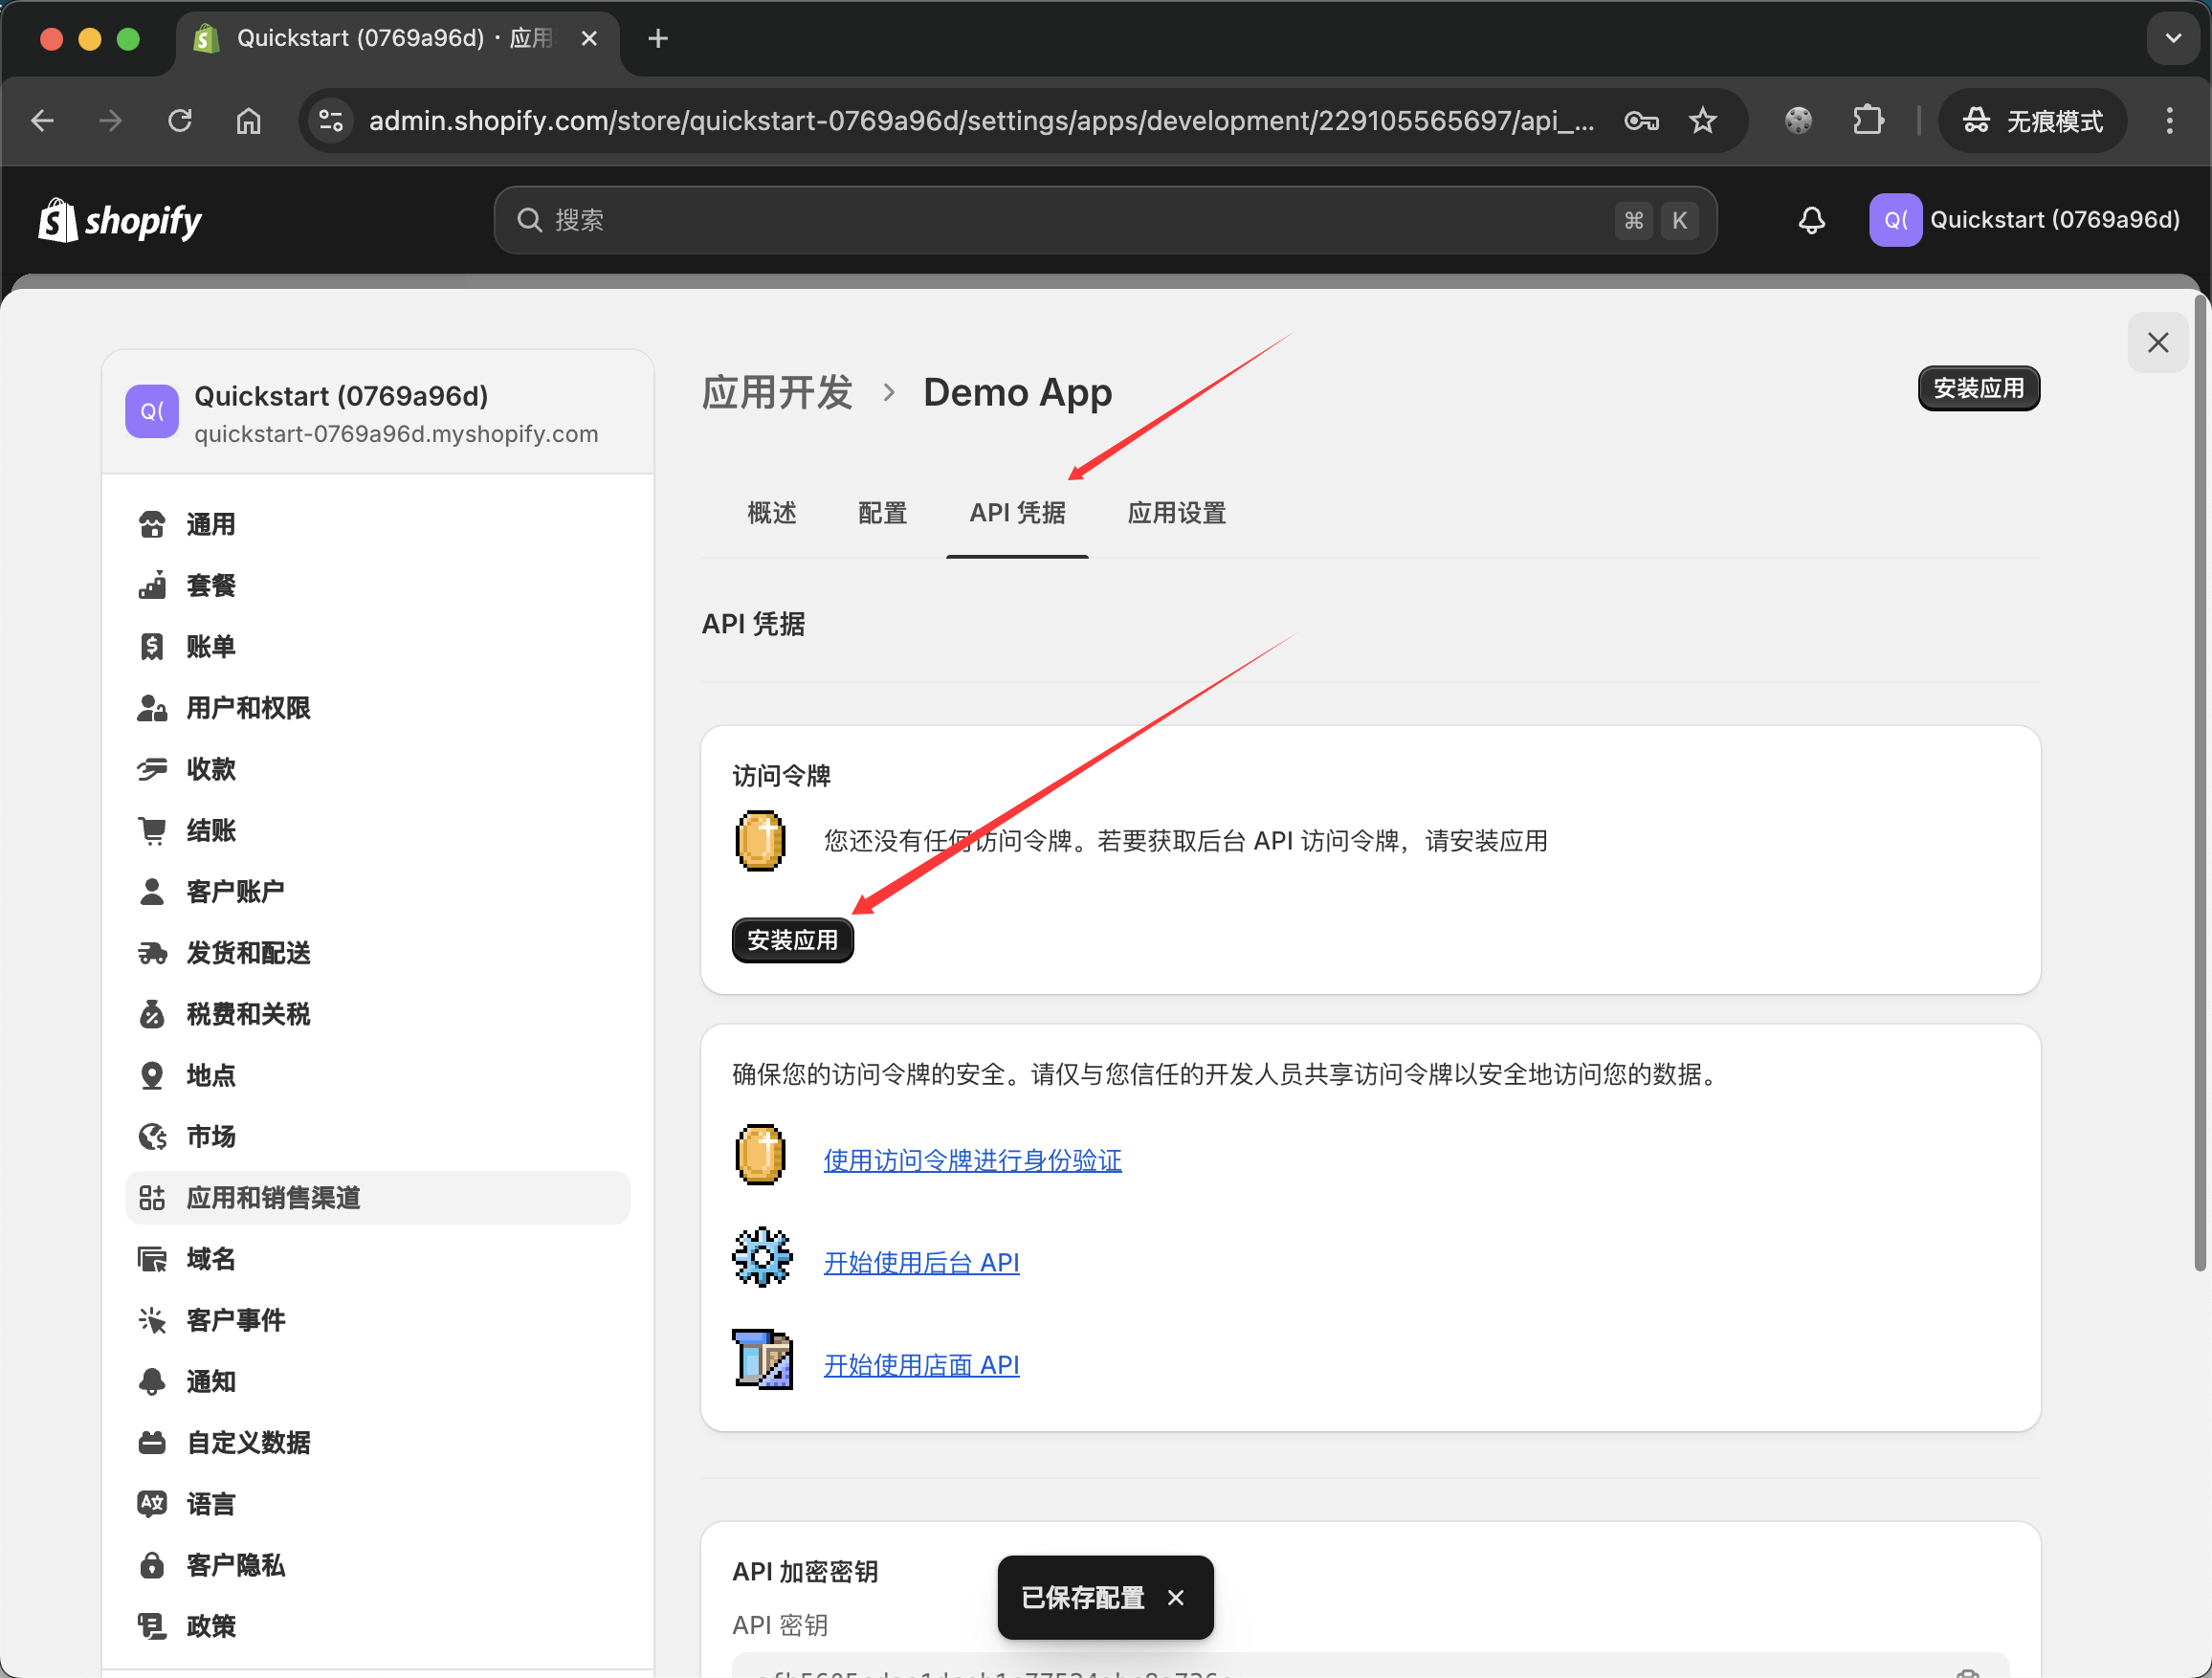 Quickstart (0769a96d) · 应用
admin.shopify.com/store/quickstart-0769a96d/settings/apps/development/229105565697/api_...
无痕模式
shopify
搜索
⌘ K
Q( Quickstart (0769a96d)
Q(
Quickstart (0769a96d)
quickstart-0769a96d.myshopify.com
通用
套餐
账单
用户和权限
收款
结账
客户账户
发货和配送
税费和关税
地点
市场
应用和销售渠道
域名
客户事件
通知
自定义数据
语言
客户隐私
政策
应用开发 › Demo App
安装应用
概述 配置 API 凭据 应用设置
API 凭据
访问令牌
您还没有任何访问令牌。若要获取后台 API 访问令牌，请安装应用
安装应用
确保您的访问令牌的安全。请仅与您信任的开发人员共享访问令牌以安全地访问您的数据。
使用访问令牌进行身份验证
开始使用后台 API
开始使用店面 API
API 加密密钥
API 密钥
已保存配置